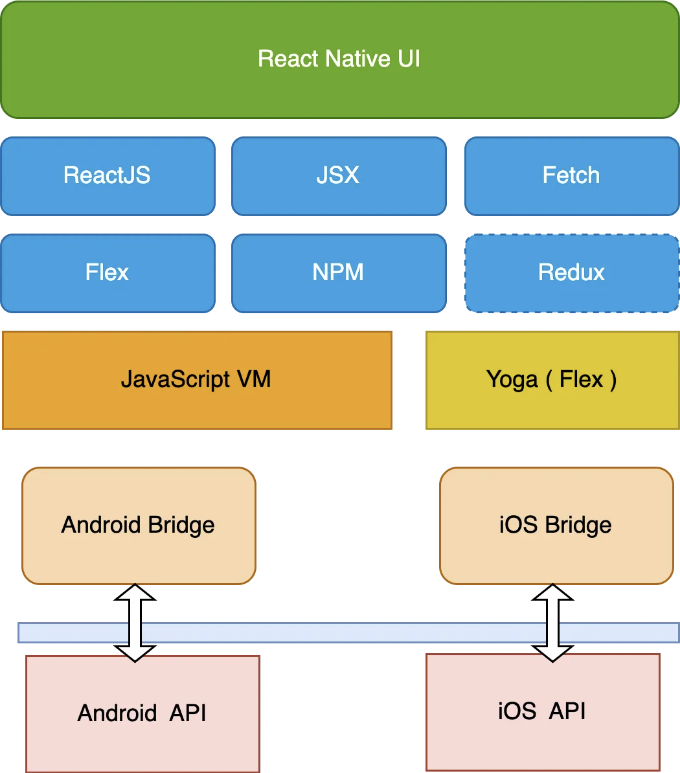 React Native UI
ReactJS
JSX
Fetch
Flex
NPM
Redux
JavaScript VM
Yoga ( Flex )
Android Bridge
iOS Bridge
Android API
iOS API